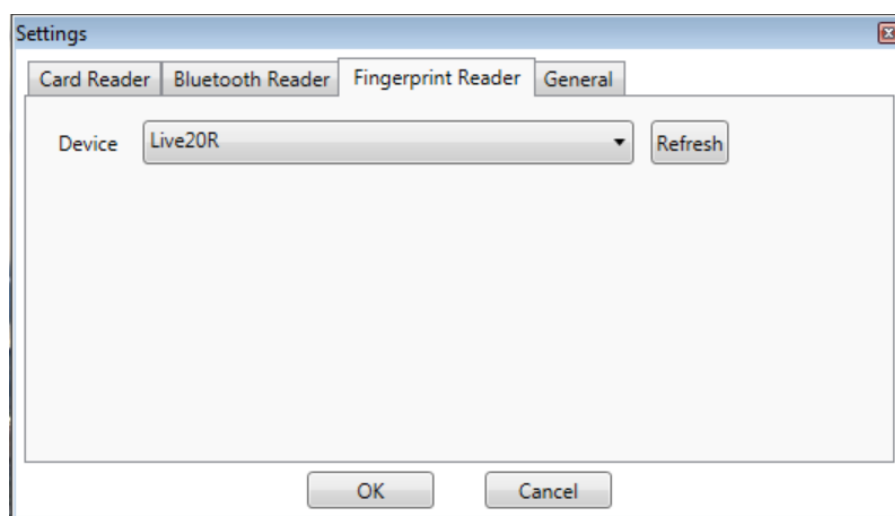 Settings
Card Reader Bluetooth Reader Fingerprint Reader General
Device Live20R Refresh
OK Cancel